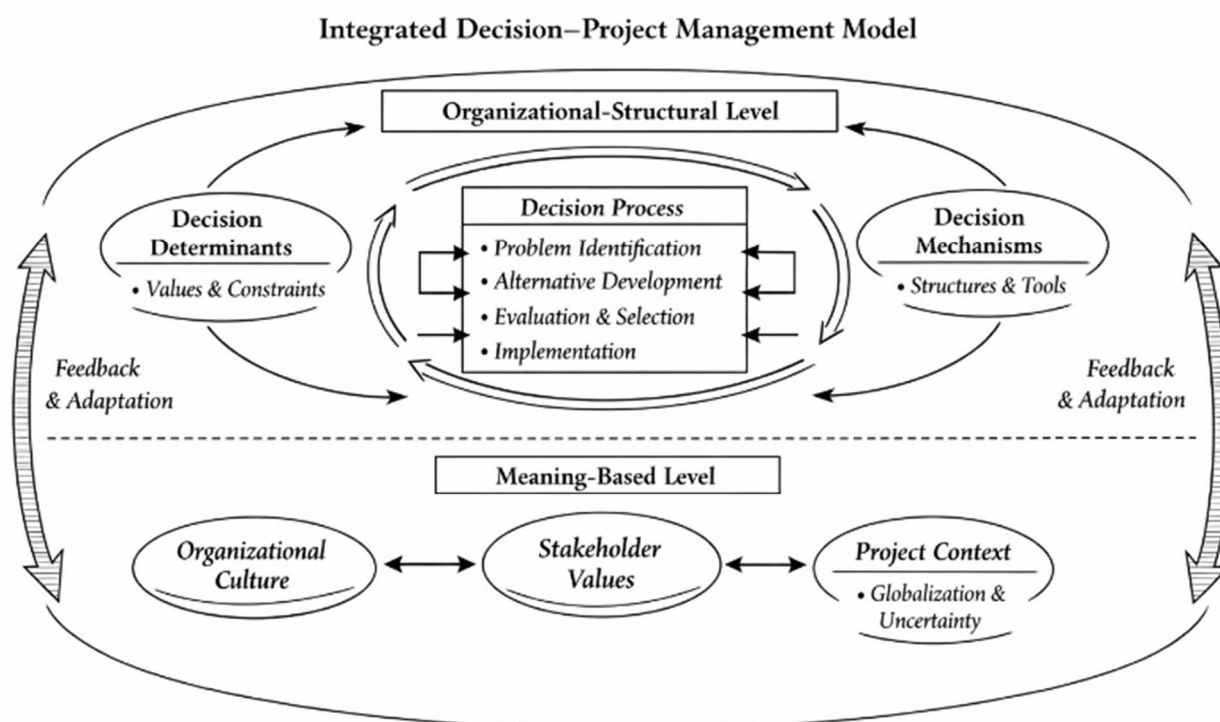 Integrated Decision–Project Management Model
Organizational-Structural Level
Decision
Determinants
• Values & Constraints
Decision Process
• Problem Identification
• Alternative Development
• Evaluation & Selection
• Implementation
Decision
Mechanisms
• Structures & Tools
Feedback
& Adaptation
Feedback
& Adaptation
Meaning-Based Level
Organizational
Culture
Stakeholder
Values
Project Context
• Globalization &
Uncertainty